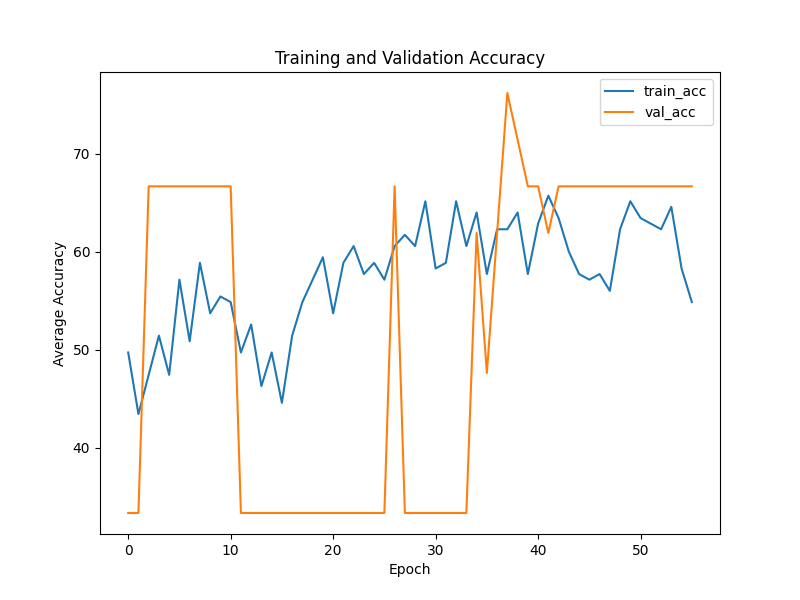 Training and Validation Accuracy
train_acc
val_acc
70
60
50
40
Average Accuracy
0 10 20 30 40 50
Epoch